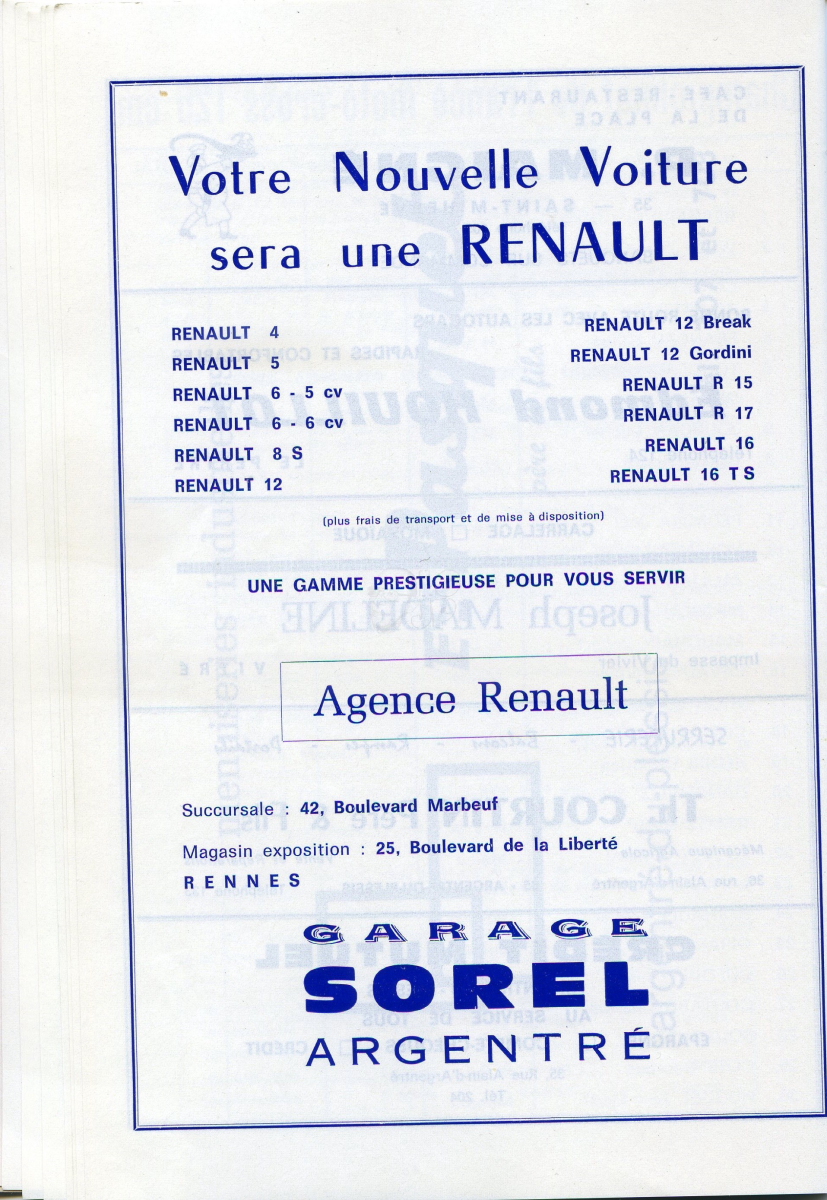 Votre Nouvelle Voiture
sera une RENAULT
RENAULT 4
RENAULT 5
RENAULT 6 - 5 cv
RENAULT 6 - 6 cv
RENAULT 8 S
RENAULT 12
RENAULT 12 Break
RENAULT 12 Gordini
RENAULT R 15
RENAULT R 17
RENAULT 16
RENAULT 16 TS
(plus frais de transport et de mise à disposition)
UNE GAMME PRESTIGIEUSE POUR VOUS SERVIR
Agence Renault
Succursale : 42, Boulevard Marbeuf
Magasin exposition : 25, Boulevard de la Liberté
RENNES
GARAGE
SOREL
ARGENTRÉ